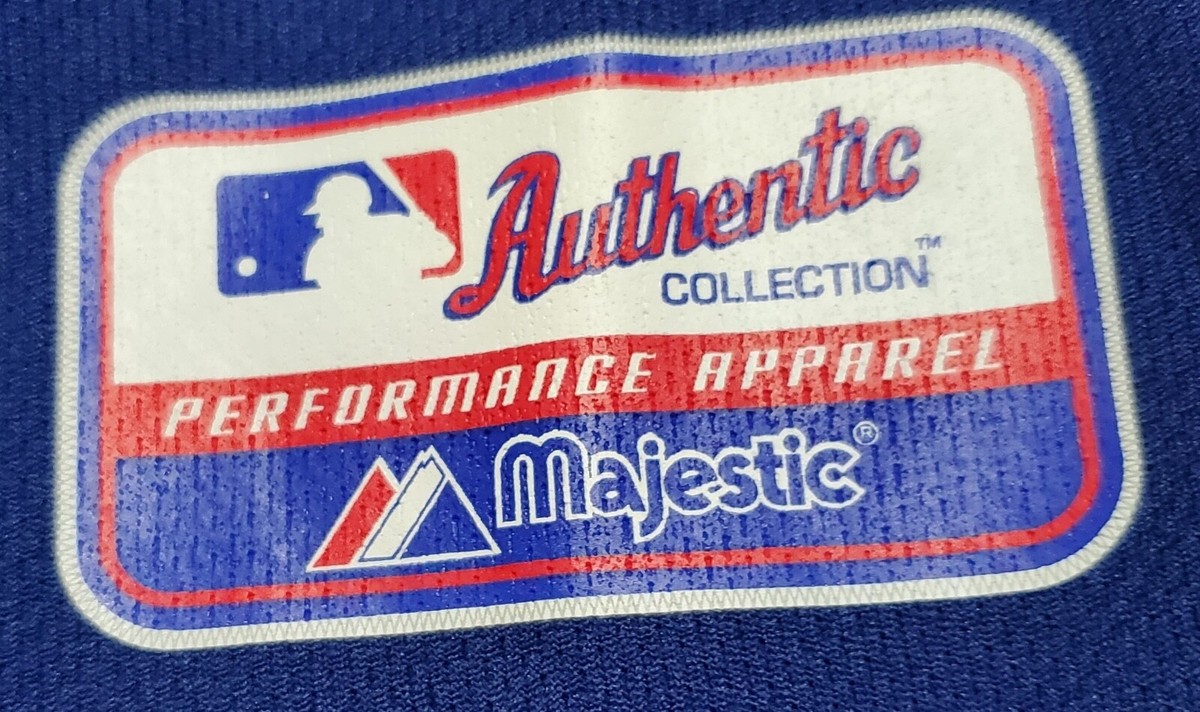 Authentic
COLLECTION™
PERFORMANCE APPAREL
Majestic®